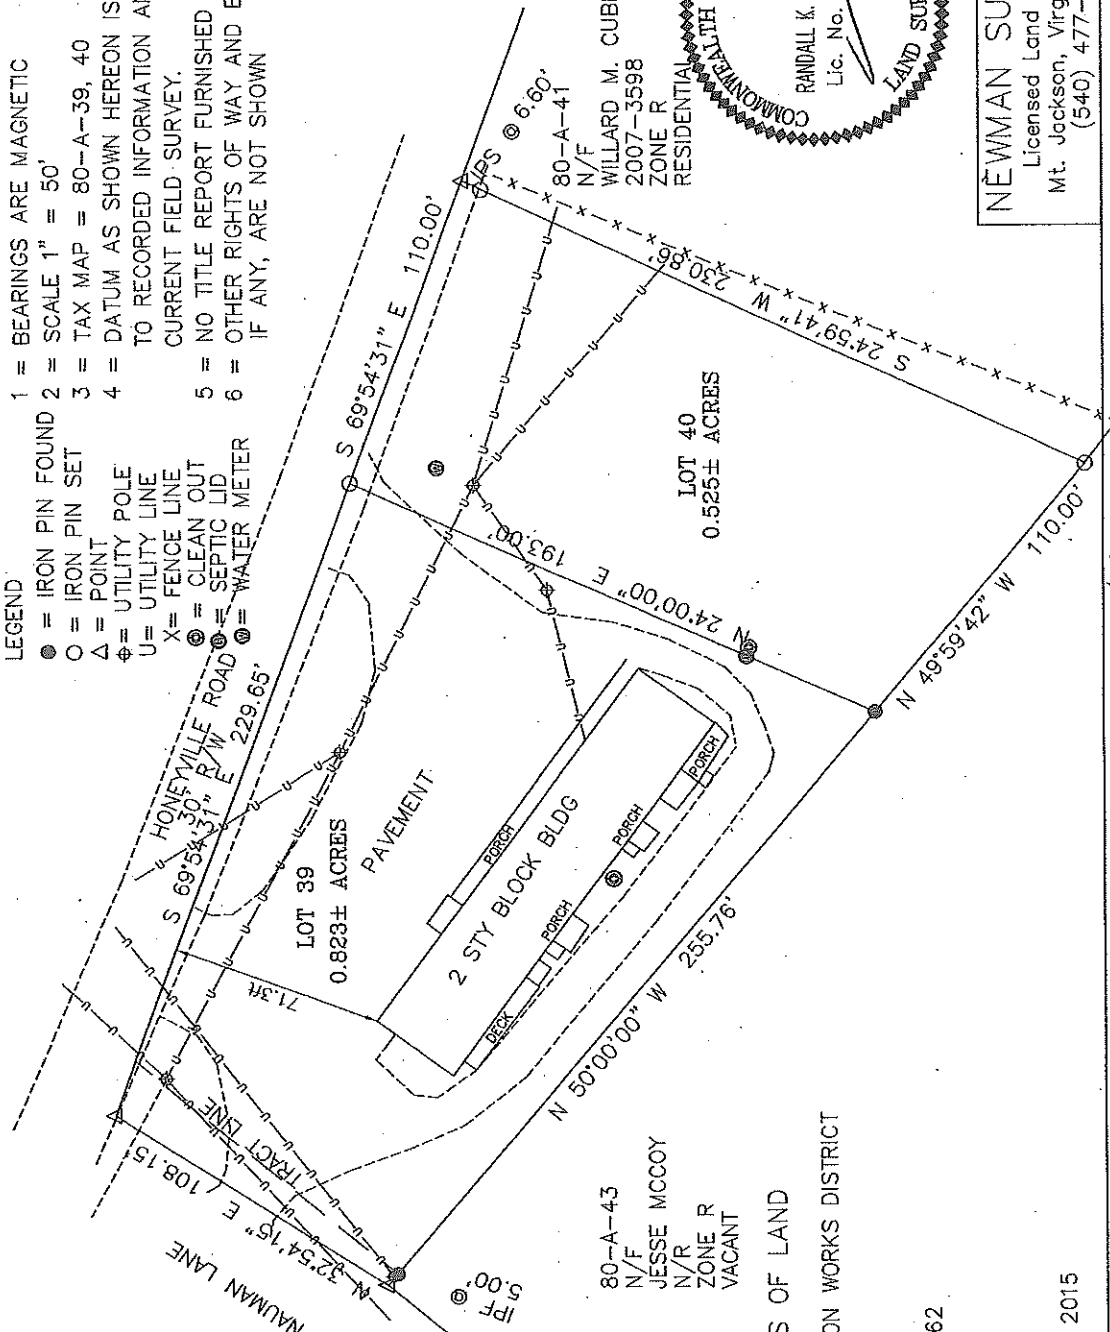 LEGEND
● = IRON PIN FOUND
O = IRON PIN SET
△ = POINT
= UTILITY POLE
U= UTILITY LINE
X= FENCE LINE
= CLEAN OUT
= SEPTIC LID
= WATER METER
1 = BEARINGS ARE MAGNETIC
2 = SCALE 1" = 50'
3 = TAX MAP = 80-A-39, 40
4 = DATUM AS SHOWN HEREON IS
TO RECORDED INFORMATION
CURRENT FIELD SURVEY.
5 = NO TITLE REPORT FURNISHED
6 = OTHER RIGHTS OF WAY AND
IF ANY, ARE NOT SHOWN
HONEYVILLE ROAD
30' R/W
S 69°54'31" E 229.65'
S 69°54'31" E 110.00'
IPS @ 6.60'
80-A-41
N/F
WILLARD M.
2007-3598
ZONE R
RESIDENTIAL
COMMONWEALTH
RANDALL K.
Lic. No.
LAND
NEWMAN
Licensed Land
Mt. Jackson,
(540) 477-
S 24°59'41" W 230.86'
LOT 40
0.525± ACRES
N 24°00'00" E 193.00'
N 49°59'42" W 110.00'
LOT 39
0.823± ACRES
PAVEMENT
71.3ft
PORCH
2 STY BLOCK BLDG
DECK
PORCH
PORCH
PORCH
N 50°00'00" W 255.76'
TRACT LINE
N 32°54'15" E 108.15'
NAUMAN LANE
IPF @
5.00'
80-A-43
N/F
JESSE MCCOY
N/R
ZONE R
VACANT
OF LAND
WORKS DISTRICT
2015